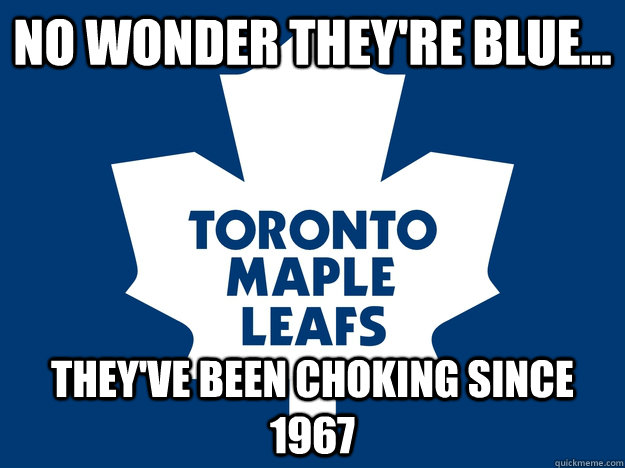 NO WONDER THEY'RE BLUE...
TORONTO
MAPLE
LEAFS
THEY'VE BEEN CHOKING SINCE
1967
quickmeme.com